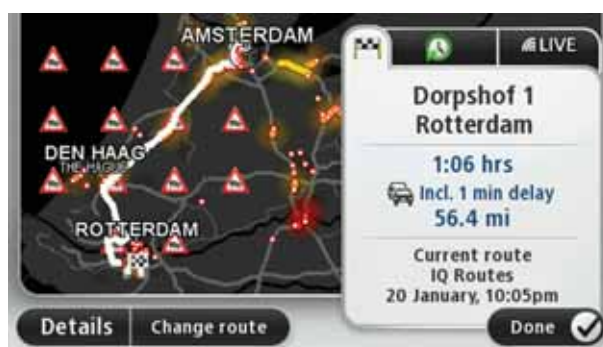 AMSTERDAM
DEN HAAG
THE HAGUE
ROTTERDAM
LIVE
Dorpshof 1
Rotterdam
1:06 hrs
Incl. 1 min delay
56.4 mi
Current route
IQ Routes
20 January, 10:05pm
Details
Change route
Done